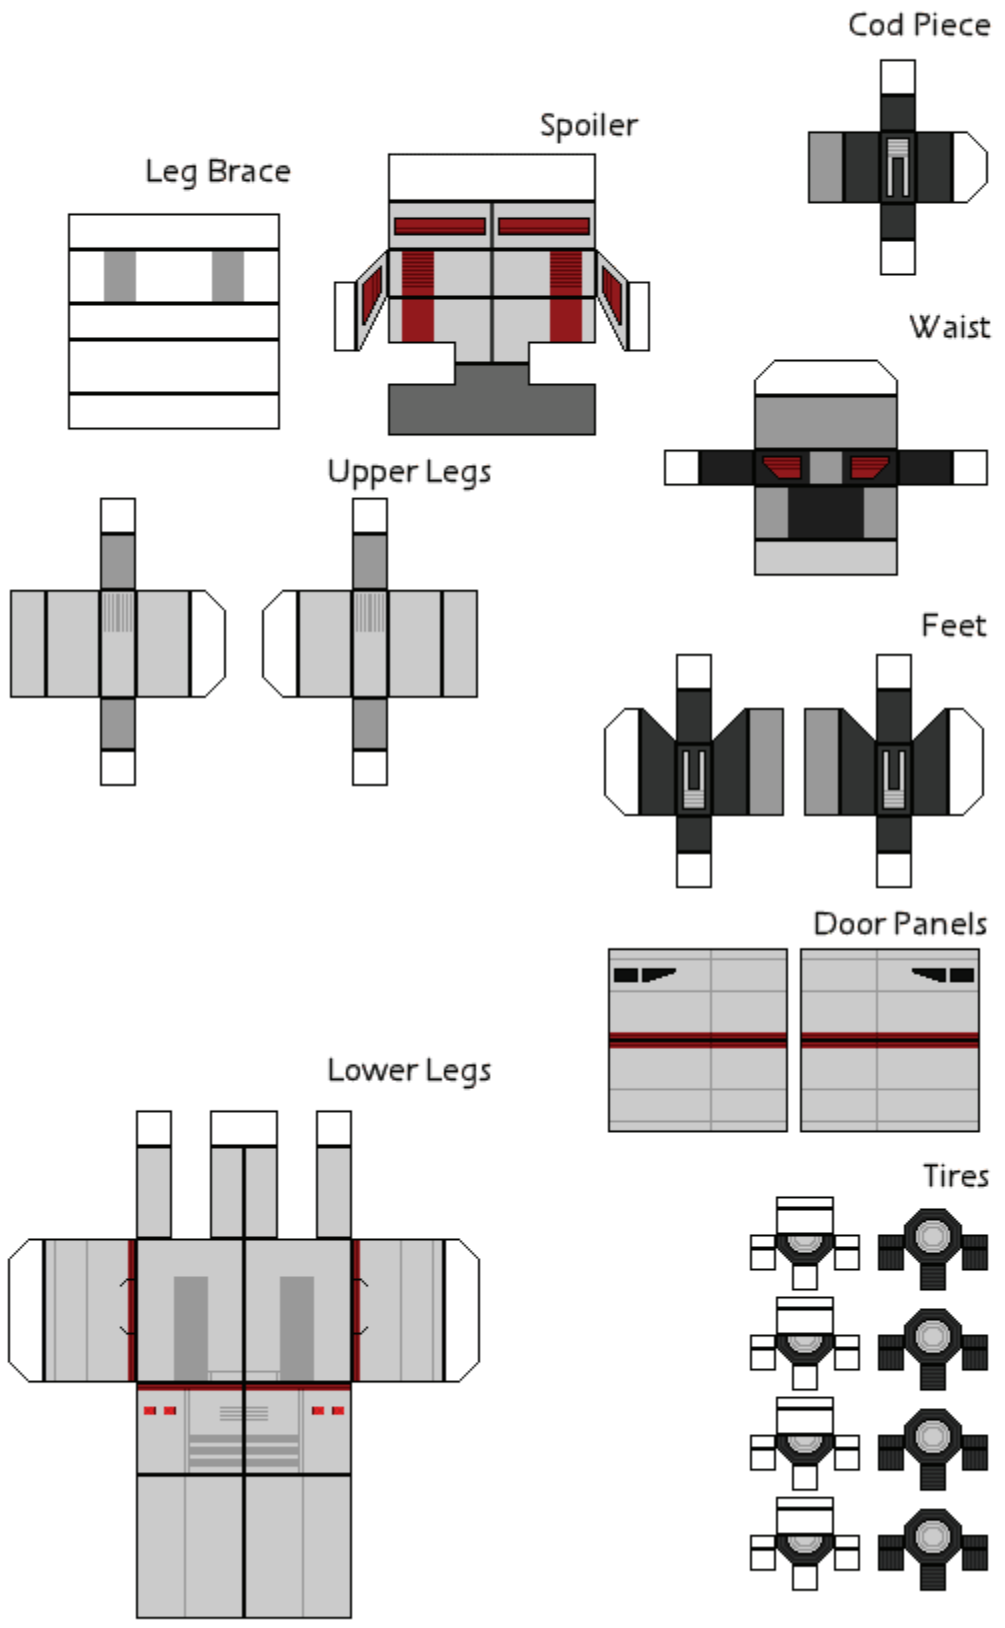 Cod Piece
Spoiler
Leg Brace
Waist
Upper Legs
Feet
Door Panels
Lower Legs
Tires